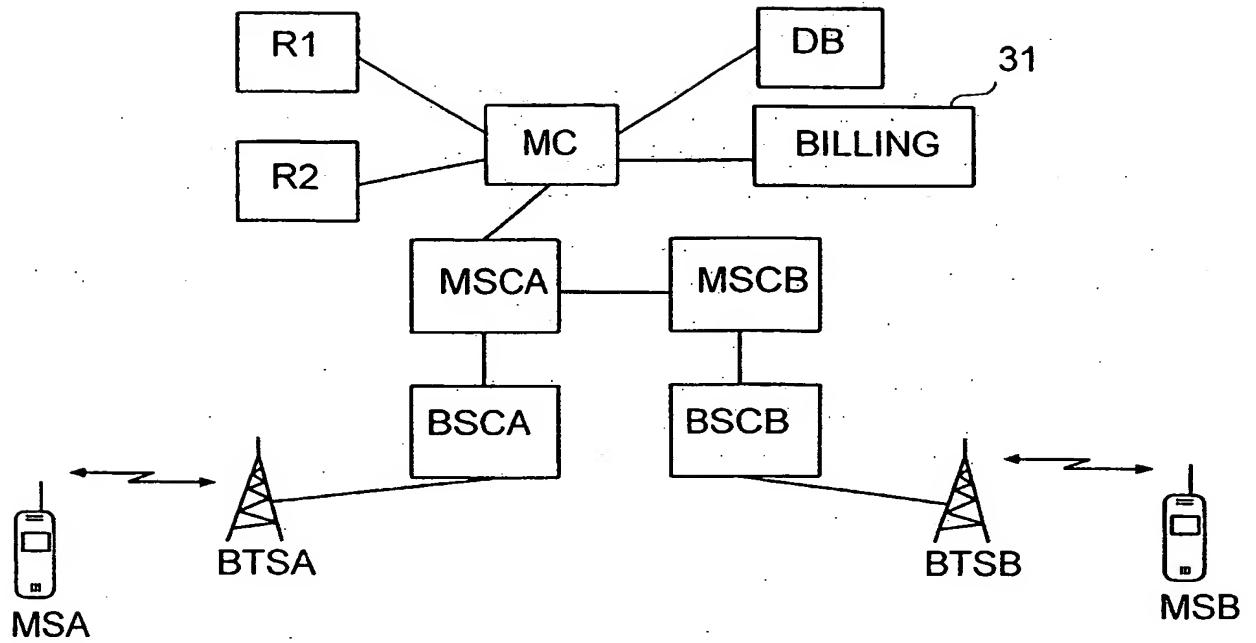 R1
DB
31
MC
BILLING
R2
MSCA
MSCB
BSCA
BSCB
BTSA
BTSB
MSA
MSB